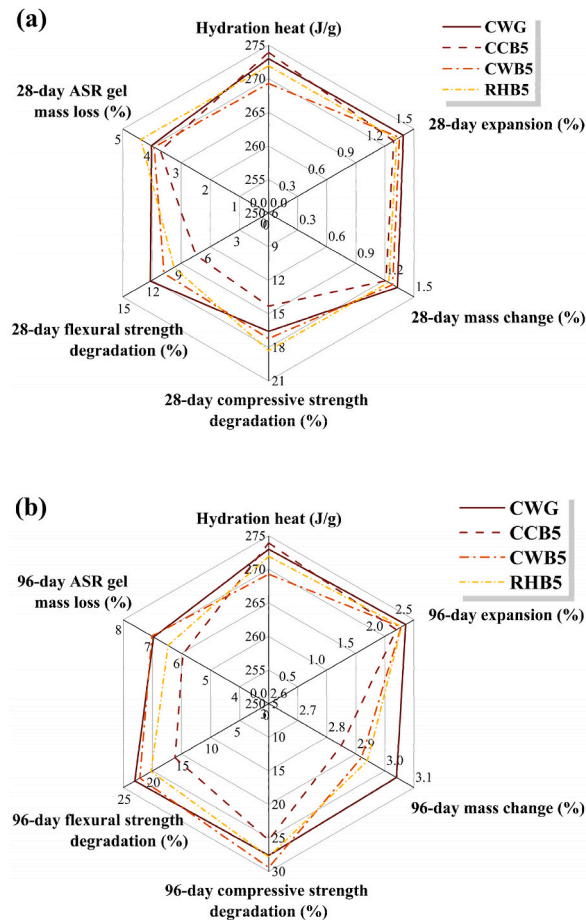 (a)
Hydration heat (J/g)
CWG
CCB5
CWB5
RHB5
275
270
265
260
255
250
28-day ASR gel
mass loss (%)
5
4
3
2
1
0
28-day expansion (%)
1.5
1.2
0.9
0.6
0.3
0.0
28-day flexural strength
degradation (%)
15
12
9
6
3
0
28-day mass change (%)
1.5
1.2
0.9
0.6
0.3
0.0
6
9
12
15
18
21
28-day compressive strength
degradation (%)
(b)
Hydration heat (J/g)
CWG
CCB5
CWB5
RHB5
275
270
265
260
255
250
96-day ASR gel
mass loss (%)
8
7
6
5
4
96-day expansion (%)
2.5
2.0
1.5
1.0
0.5
0.0
96-day flexural strength
degradation (%)
25
20
15
10
5
96-day mass change (%)
3.1
3.0
2.9
2.8
2.7
2.6
5
10
15
20
25
30
96-day compressive strength
degradation (%)